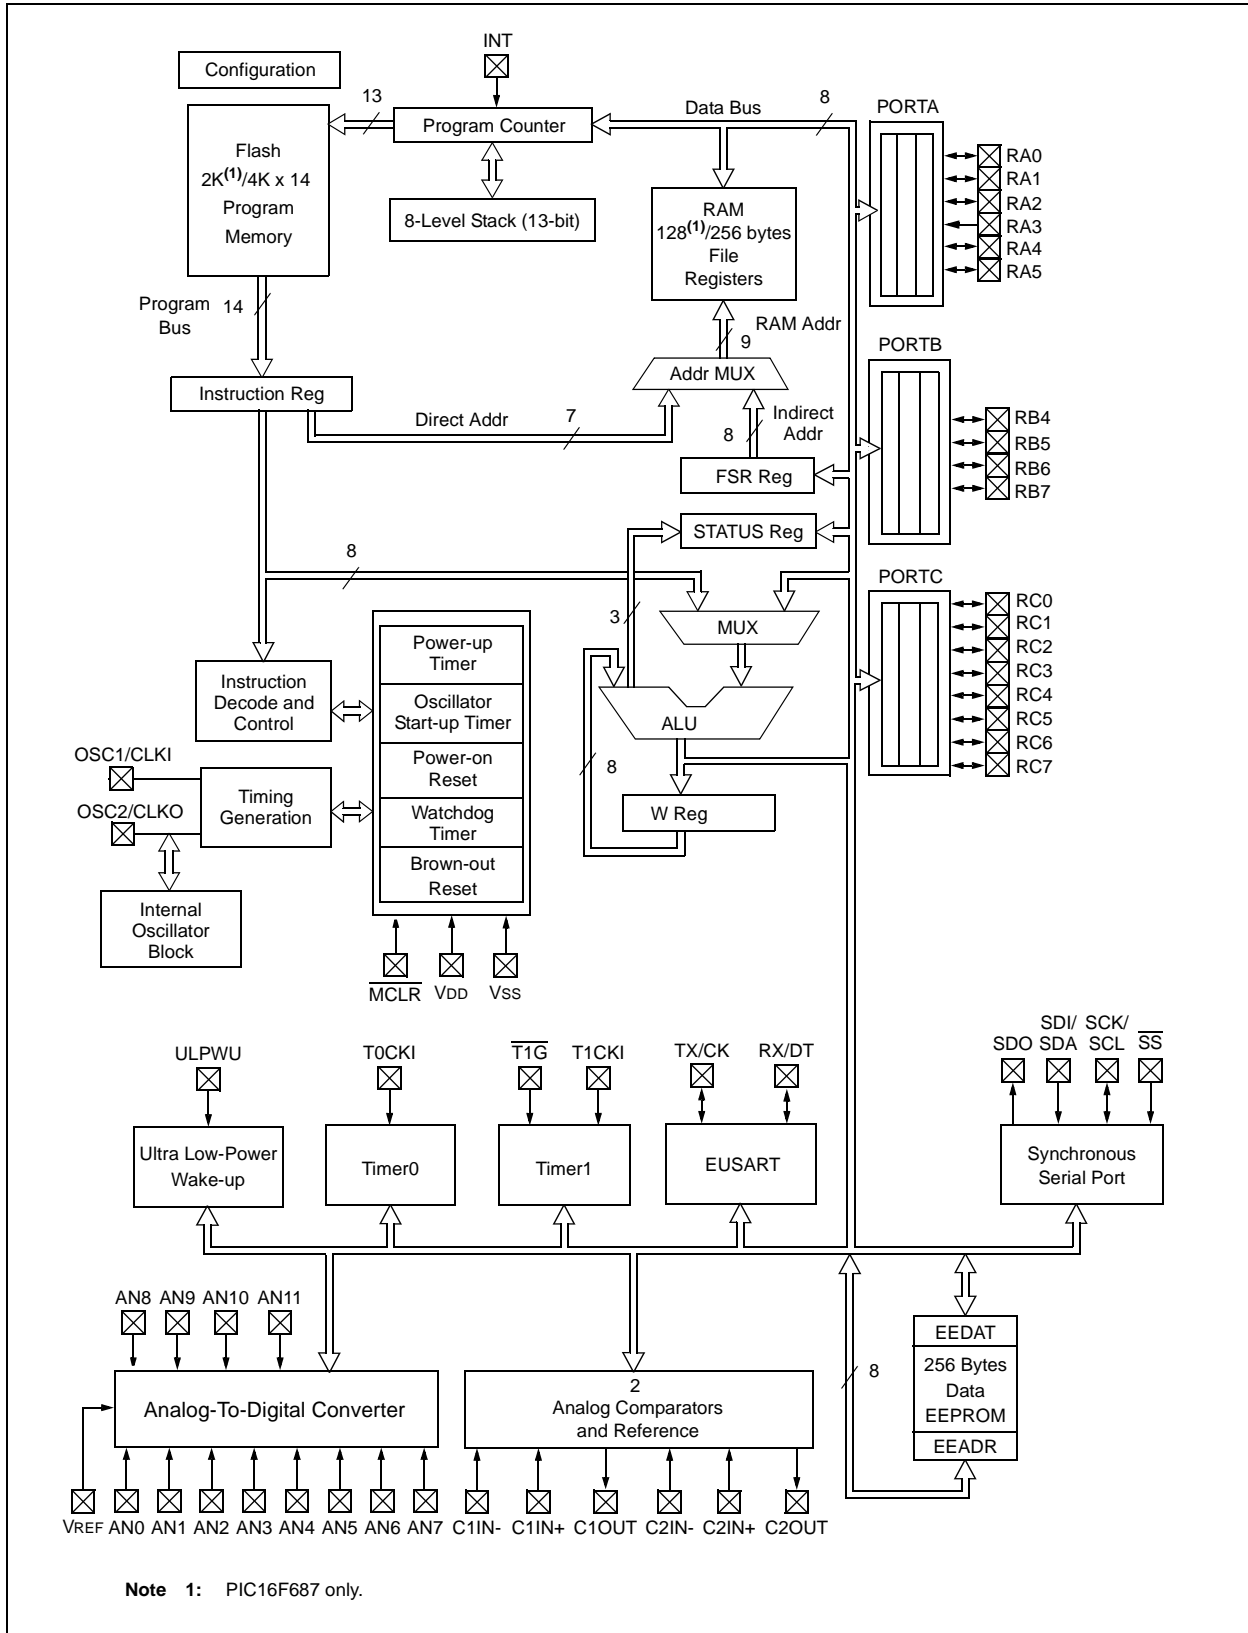 INT
Configuration
13
Data Bus
8
PORTA
Program Counter
Flash
2K(1)/4K x 14
Program
Memory
8-Level Stack (13-bit)
RAM
128(1)/256 bytes
File
Registers
RA0
RA1
RA2
RA3
RA4
RA5
Program
Bus
14
RAM Addr
9
PORTB
Addr MUX
Instruction Reg
Direct Addr
7
Indirect
Addr
8
FSR Reg
RB4
RB5
RB6
RB7
STATUS Reg
8
PORTC
3
MUX
RC0
RC1
RC2
RC3
RC4
RC5
RC6
RC7
Power-up
Timer
Instruction
Decode and
Control
Oscillator
Start-up Timer
ALU
OSC1/CLKI
Power-on
Reset
8
OSC2/CLKO
Timing
Generation
Watchdog
Timer
W Reg
Brown-out
Reset
Internal
Oscillator
Block
MCLR
VDD
VSS
ULPWU
T0CKI
T1G
T1CKI
TX/CK
RX/DT
SDO
SDI/
SDA
SCK/
SCL
SS
Ultra Low-Power
Wake-up
Timer0
Timer1
EUSART
Synchronous
Serial Port
AN8
AN9
AN10
AN11
EEDAT
256 Bytes
Data
EEPROM
EEADR
8
Analog-To-Digital Converter
2
Analog Comparators
and Reference
VREF
AN0
AN1
AN2
AN3
AN4
AN5
AN6
AN7
C1IN-
C1IN+
C1OUT
C2IN-
C2IN+
C2OUT
Note 1: PIC16F687 only.